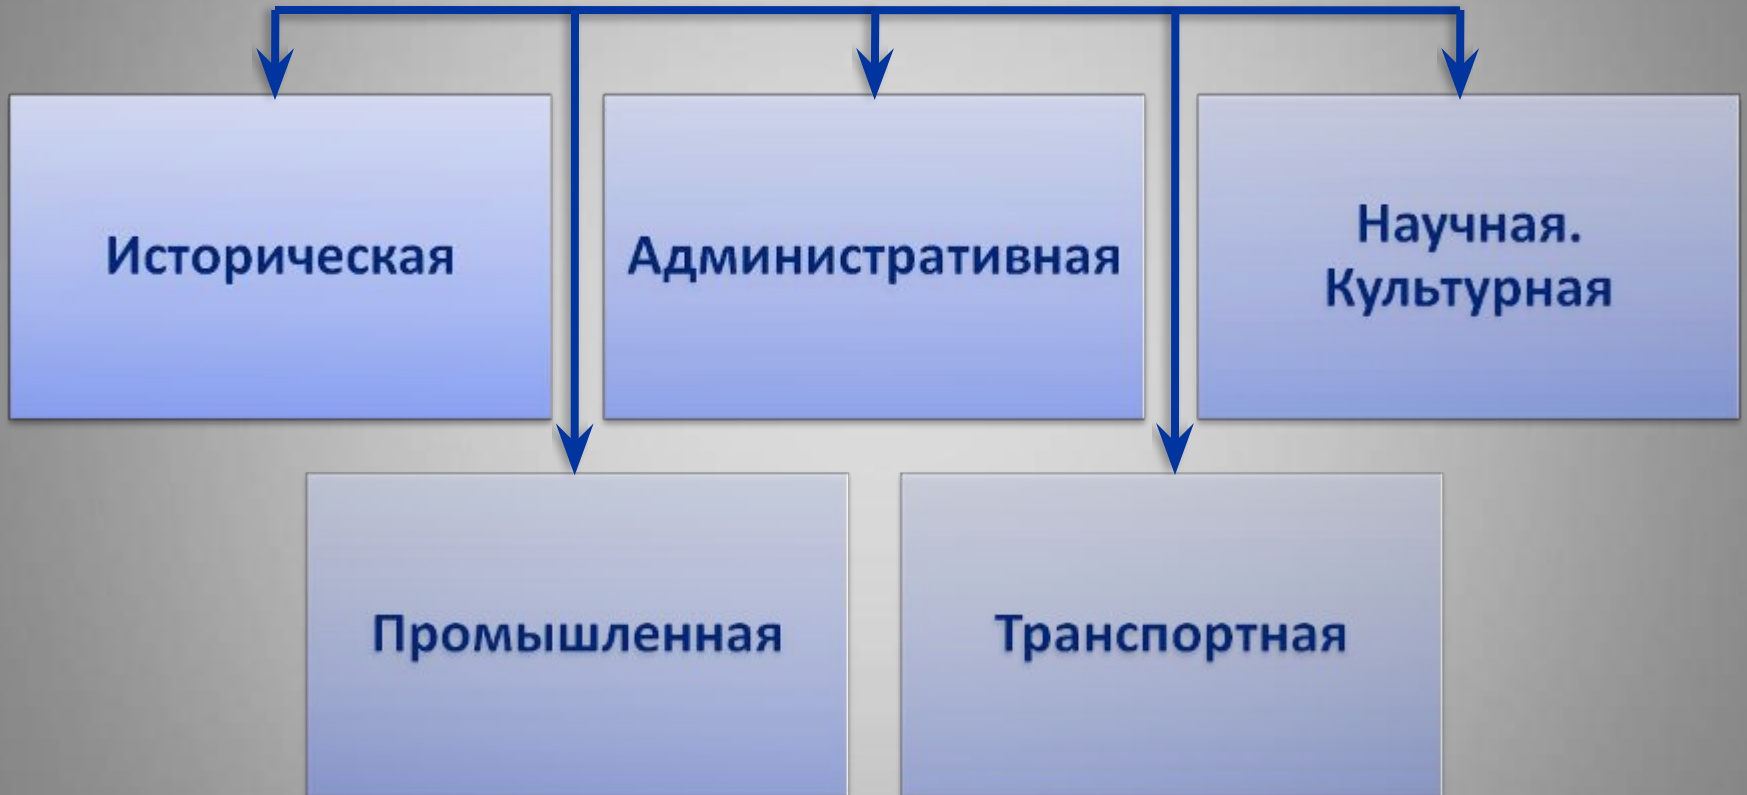 Историческая
Административная
Научная.
Культурная
Промышленная
Транспортная